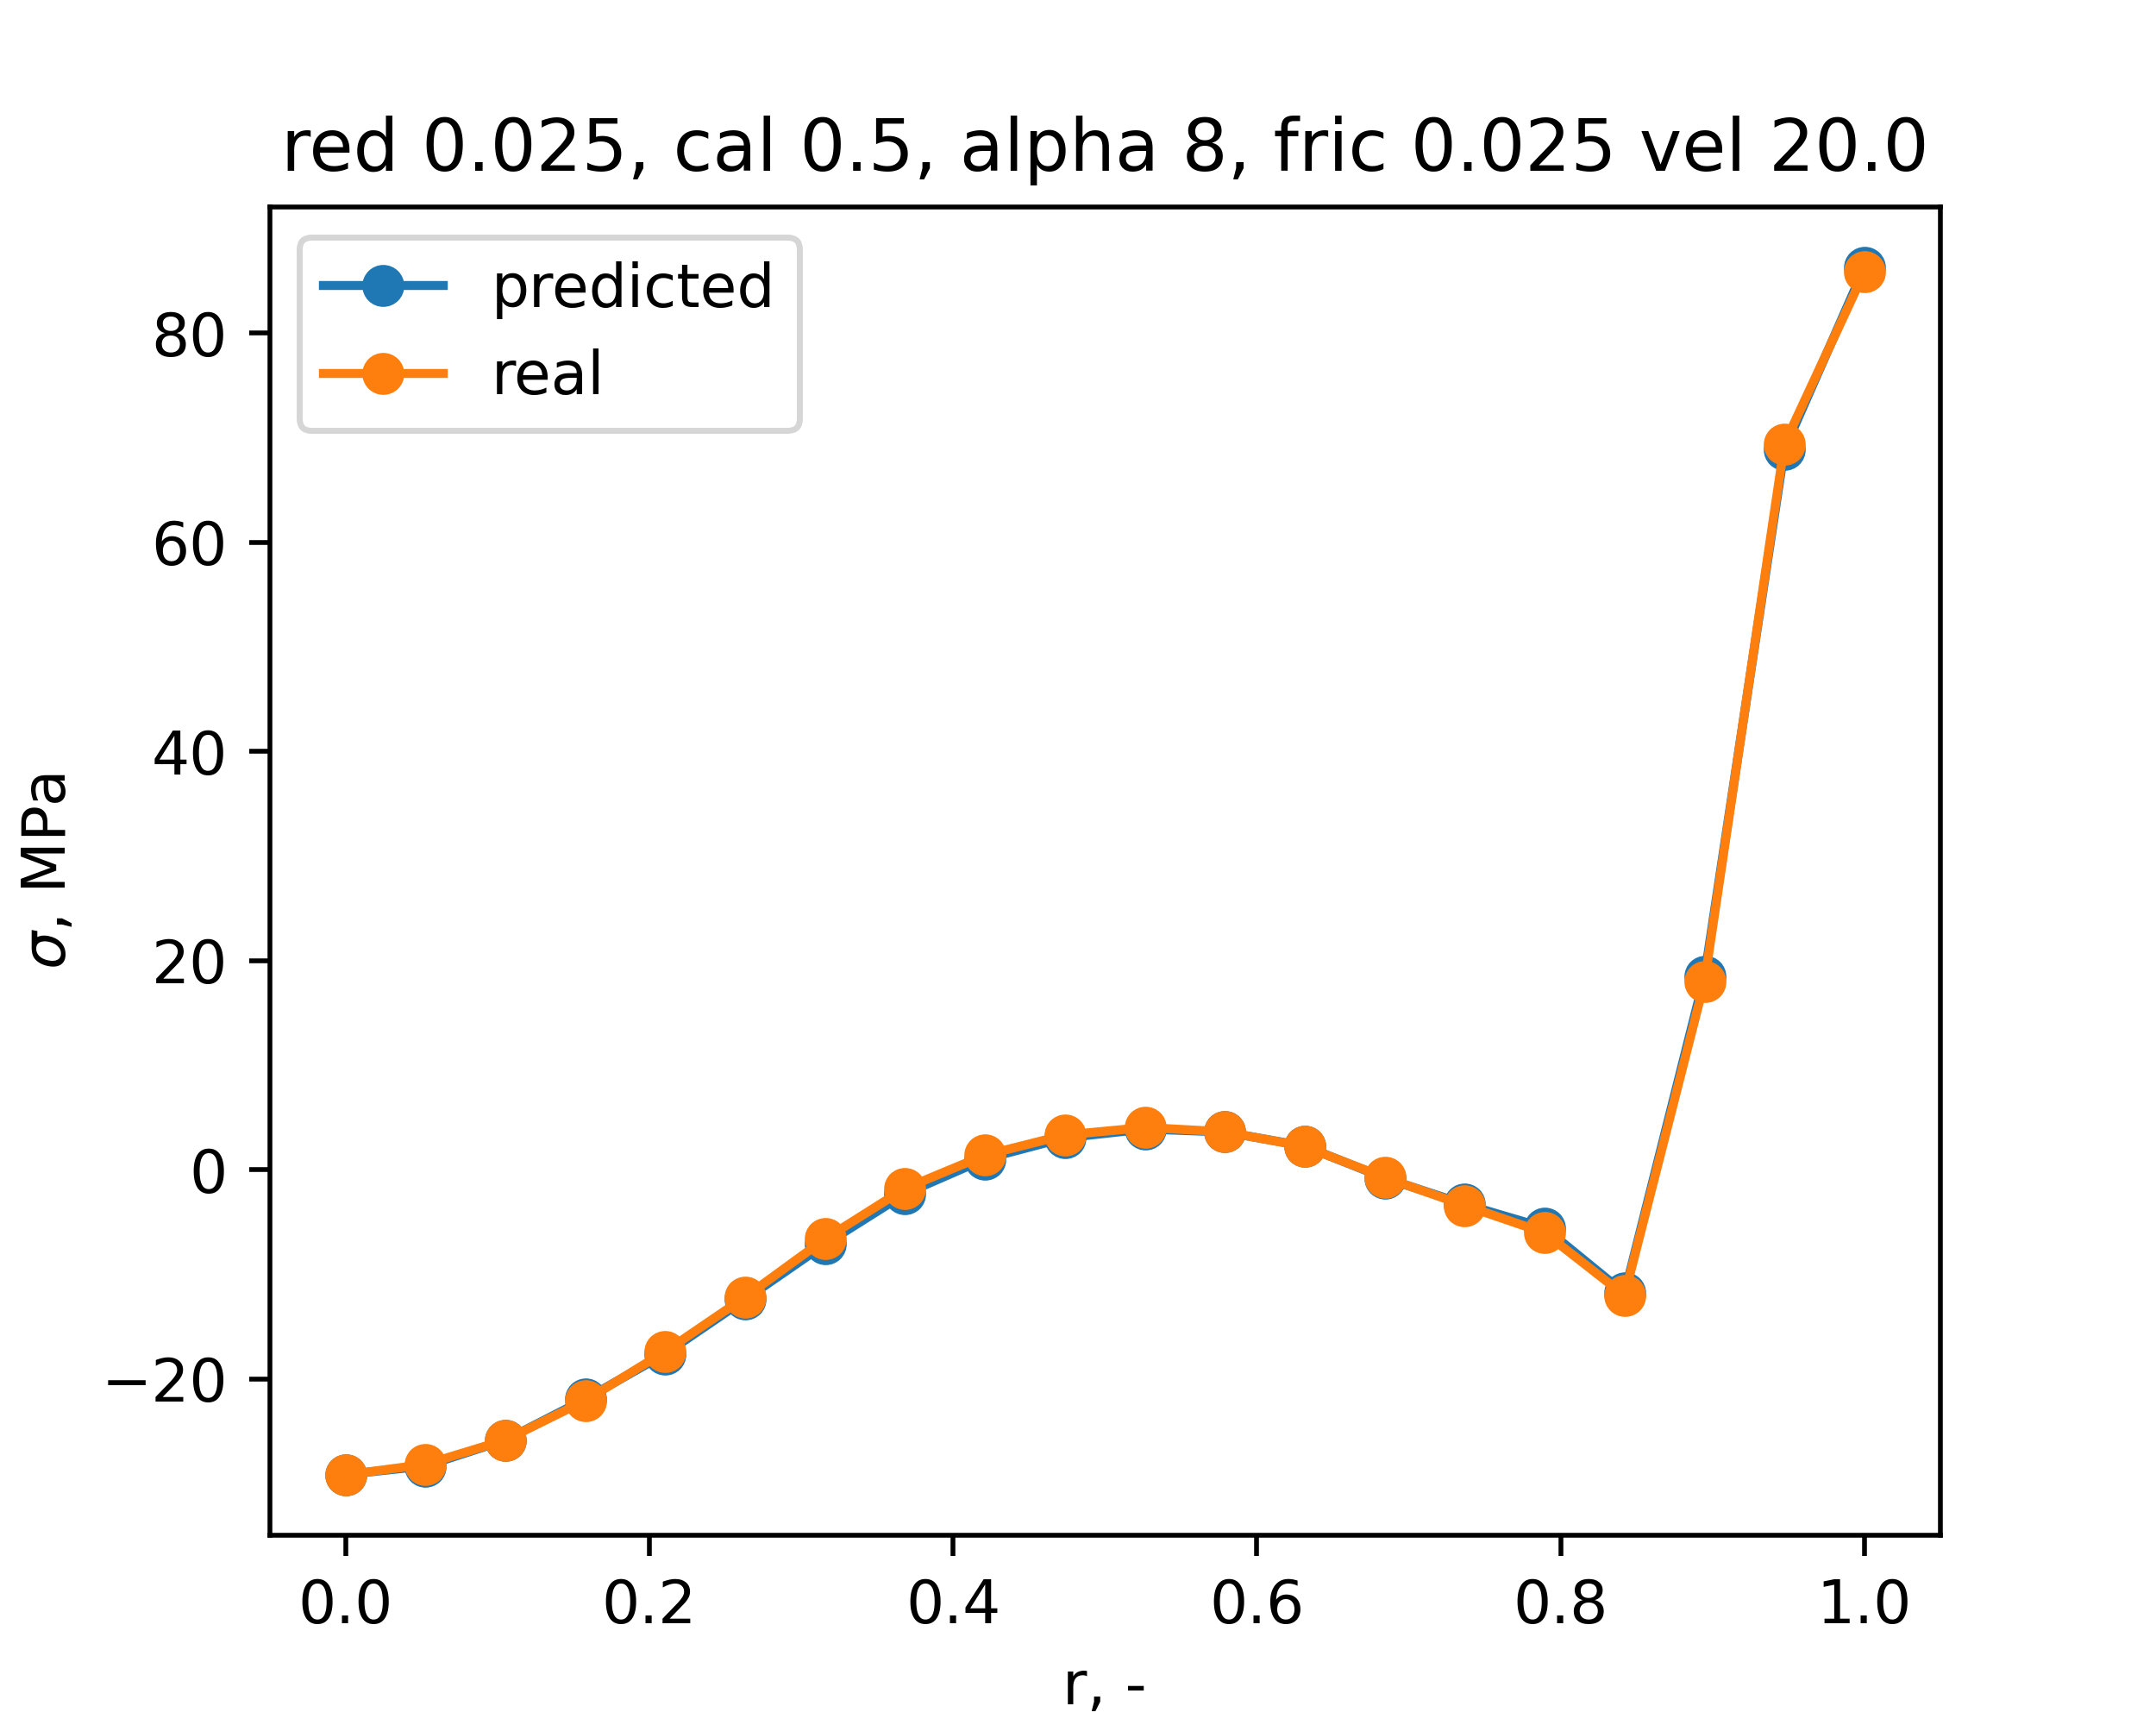 red 0.025, cal 0.5, alpha 8, fric 0.025 vel 20.0
predicted
real
80
60
40
20
0
−20
σ, MPa
0.0 0.2 0.4 0.6 0.8 1.0
r, -